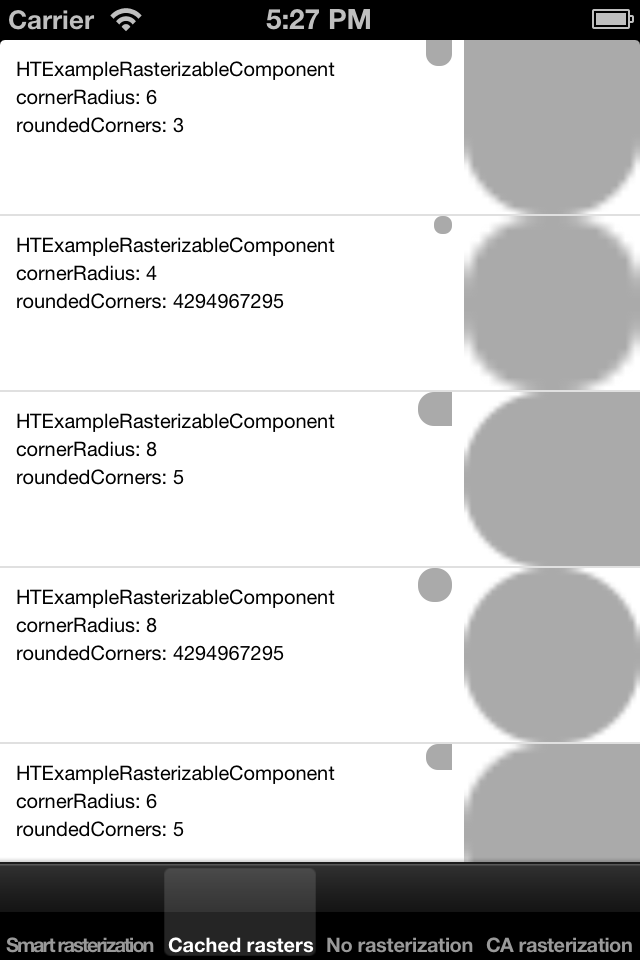 Carrier 5:27 PM
HTExampleRasterizableComponent
cornerRadius: 6
roundedCorners: 3
HTExampleRasterizableComponent
cornerRadius: 4
roundedCorners: 4294967295
HTExampleRasterizableComponent
cornerRadius: 8
roundedCorners: 5
HTExampleRasterizableComponent
cornerRadius: 8
roundedCorners: 4294967295
HTExampleRasterizableComponent
cornerRadius: 6
roundedCorners: 5
Smart rasterization Cached rasters No rasterization CA rasterization